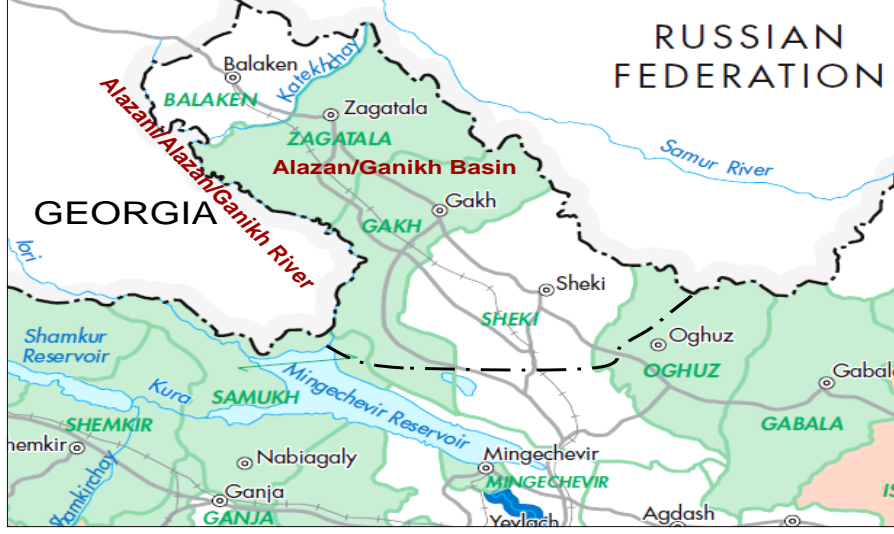 RUSSIAN
FEDERATION
Balaken
Katekhchay
BALAKEN
Zagatala
ZAGATALA
Alazani/Alazan/Ganikh River
Alazan/Ganikh Basin
Samur River
GEORGIA
Gakh
GAKH
Iori
Sheki
SHEKI
Shamkur
Reservoir
Oghuz
OGHUZ
Gabala
Mingechevir Reservoir
Kura
SAMUKH
SHEMKIR
GABALA
hemkir
Nabiagaly
Mingechevir
MINGECHEVIR
Shamkirchay
Ganja
GANJA
Yevlach
Agdash
IS